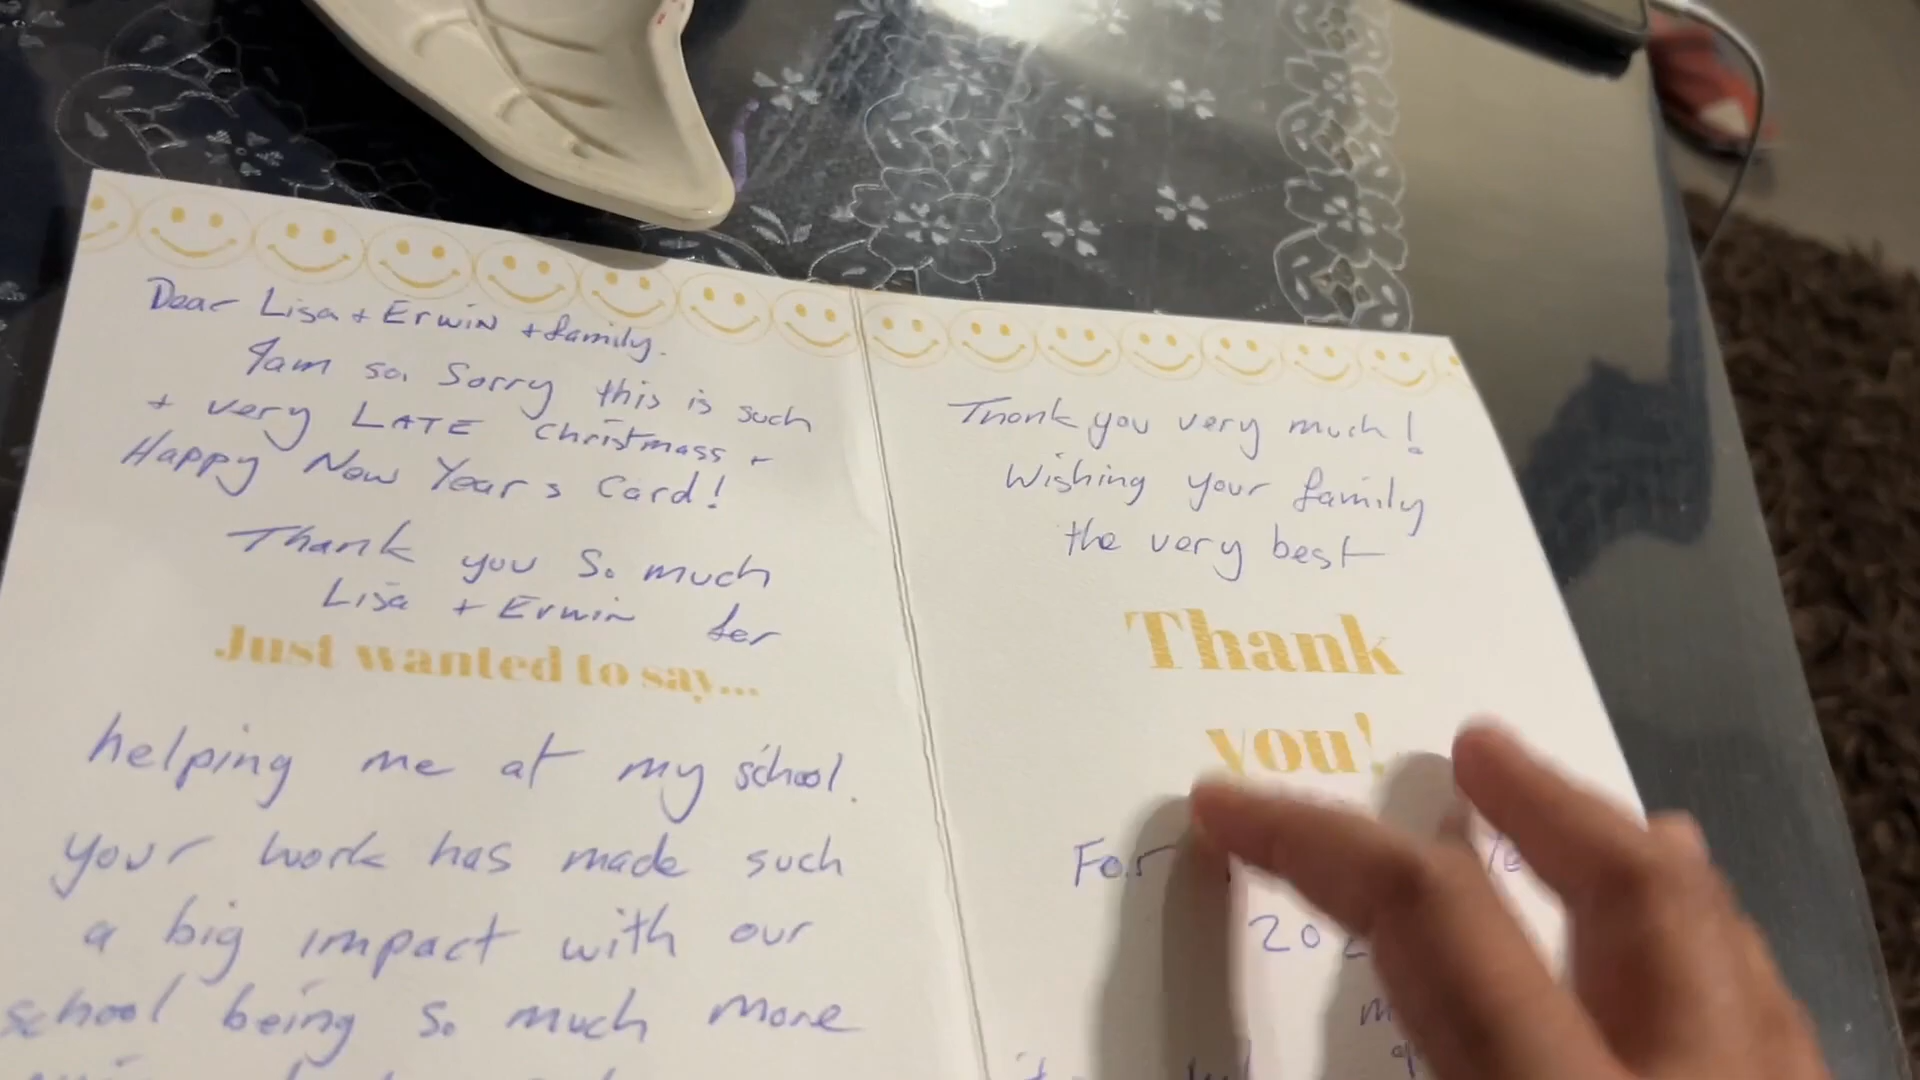 Dear Lisa + Erwin + family.
I am so. Sorry this is such
+ very LATE Christmass +
Happy New Years Card!
Thank you So much
Lisa + Erwin for
Just wanted to say...
helping me at my school.
your work has made such
a big impact with our
school being so much more
Thank you very much!
Wishing your family
the very best
Thank
you!
For